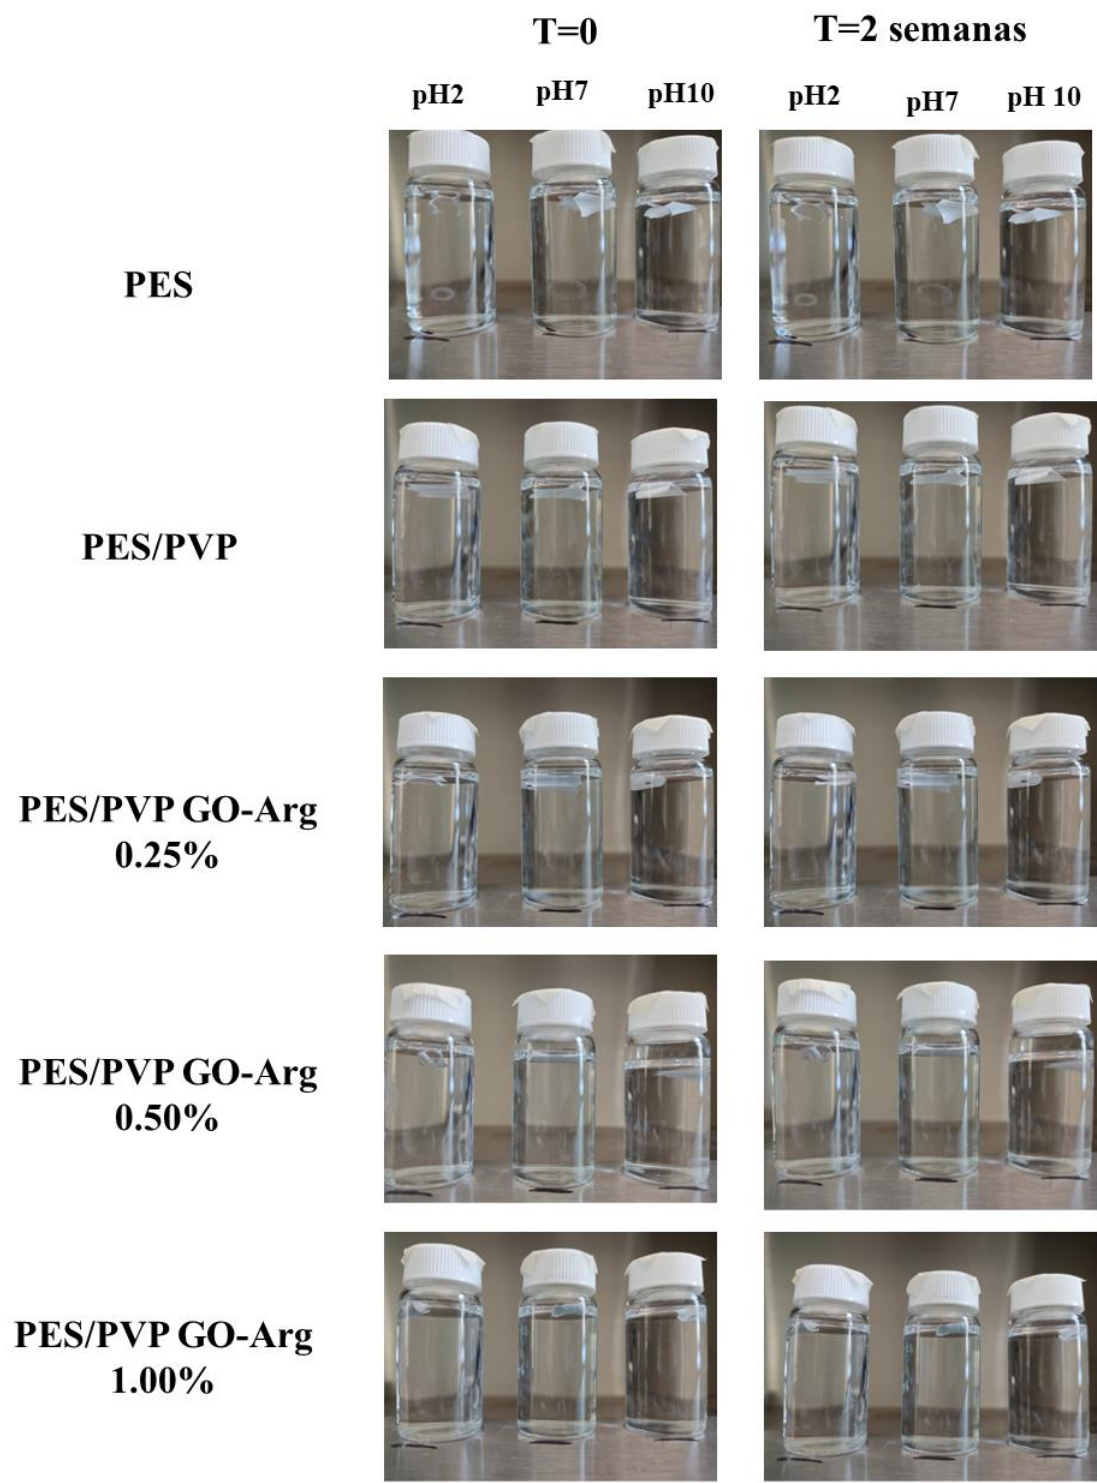 T=0
T=2 semanas
pH2
pH7
pH10
pH2
pH7
pH 10
PES
PES/PVP
PES/PVP GO-Arg
0.25%
PES/PVP GO-Arg
0.50%
PES/PVP GO-Arg
1.00%